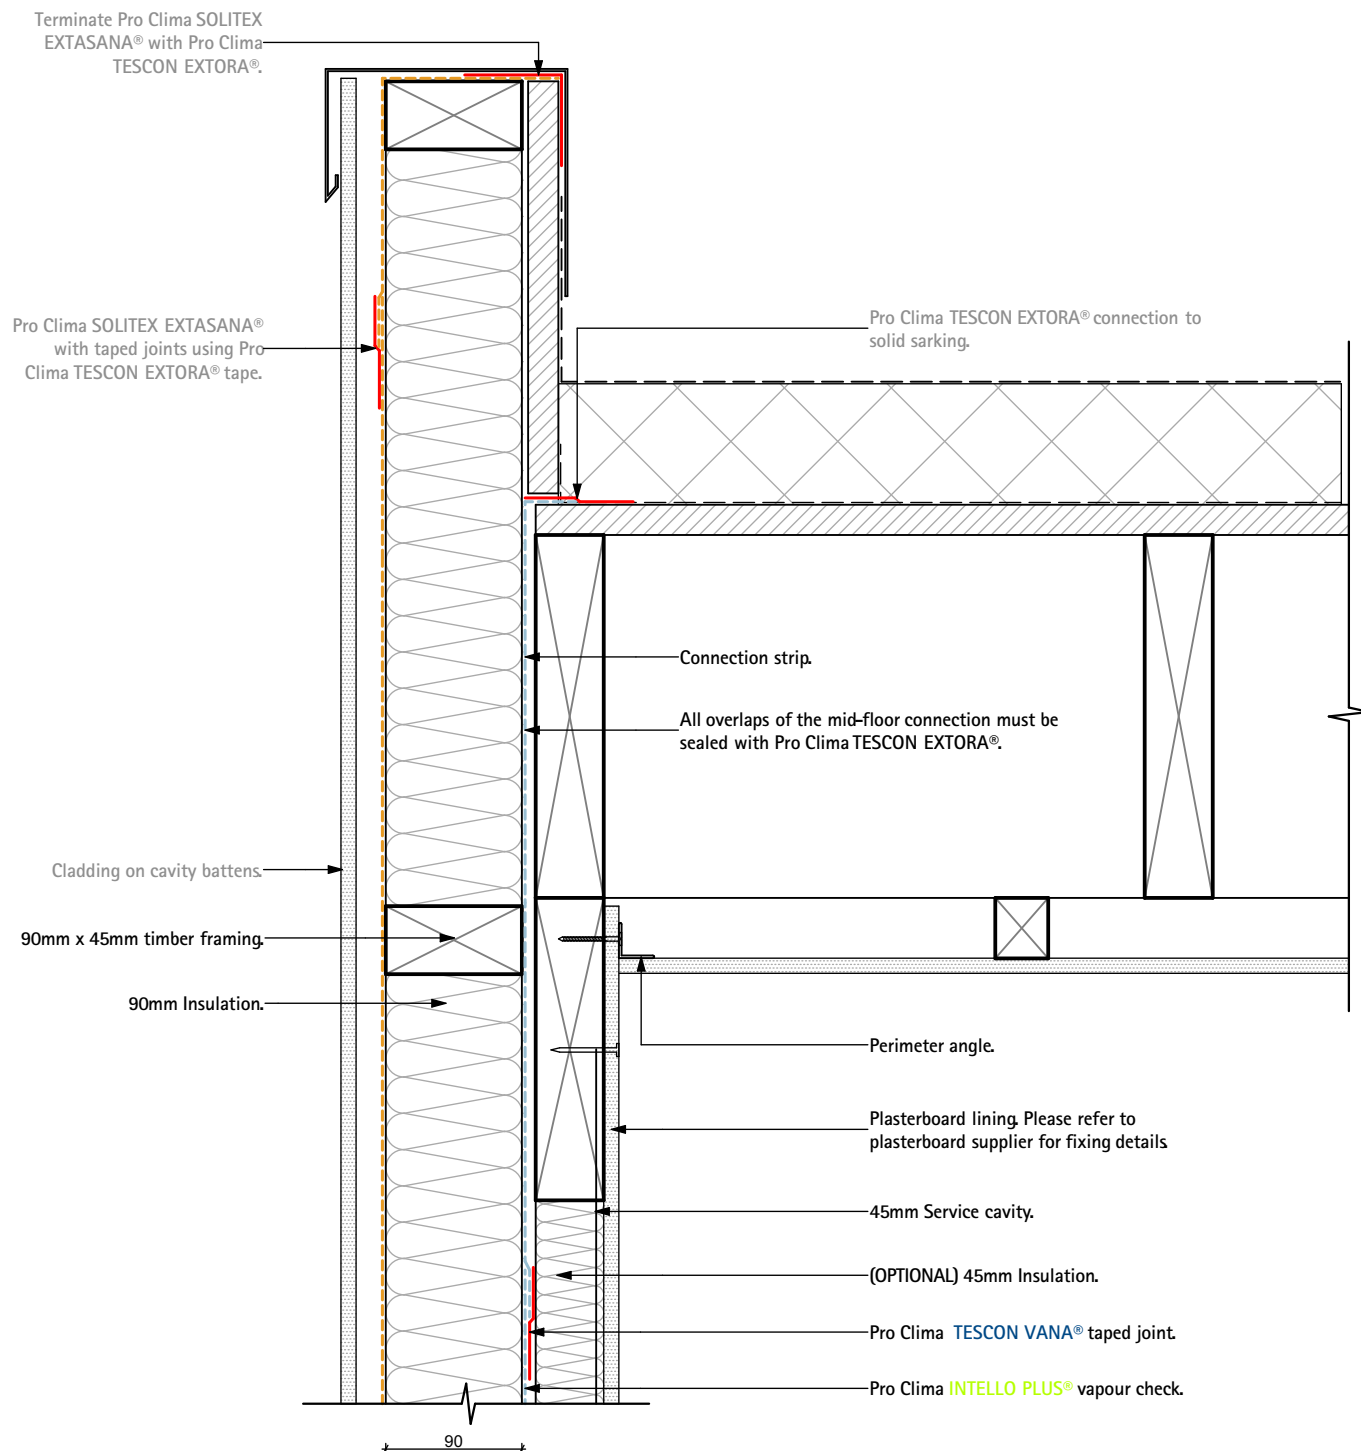 Terminate Pro Clima SOLITEX
EXTASANA® with Pro Clima
TESCON EXTORA®.
Pro Clima SOLITEX EXTASANA®
with taped joints using Pro
Clima TESCON EXTORA® tape.
Pro Clima TESCON EXTORA® connection to
solid sarking.
Connection strip.
All overlaps of the mid-floor connection must be
sealed with Pro Clima TESCON EXTORA®.
Cladding on cavity battens.
90mm x 45mm timber framing.
90mm Insulation.
Perimeter angle.
Plasterboard lining. Please refer to
plasterboard supplier for fixing details.
45mm Service cavity.
(OPTIONAL) 45mm Insulation.
Pro Clima TESCON VANA® taped joint.
Pro Clima INTELLO PLUS® vapour check.
90